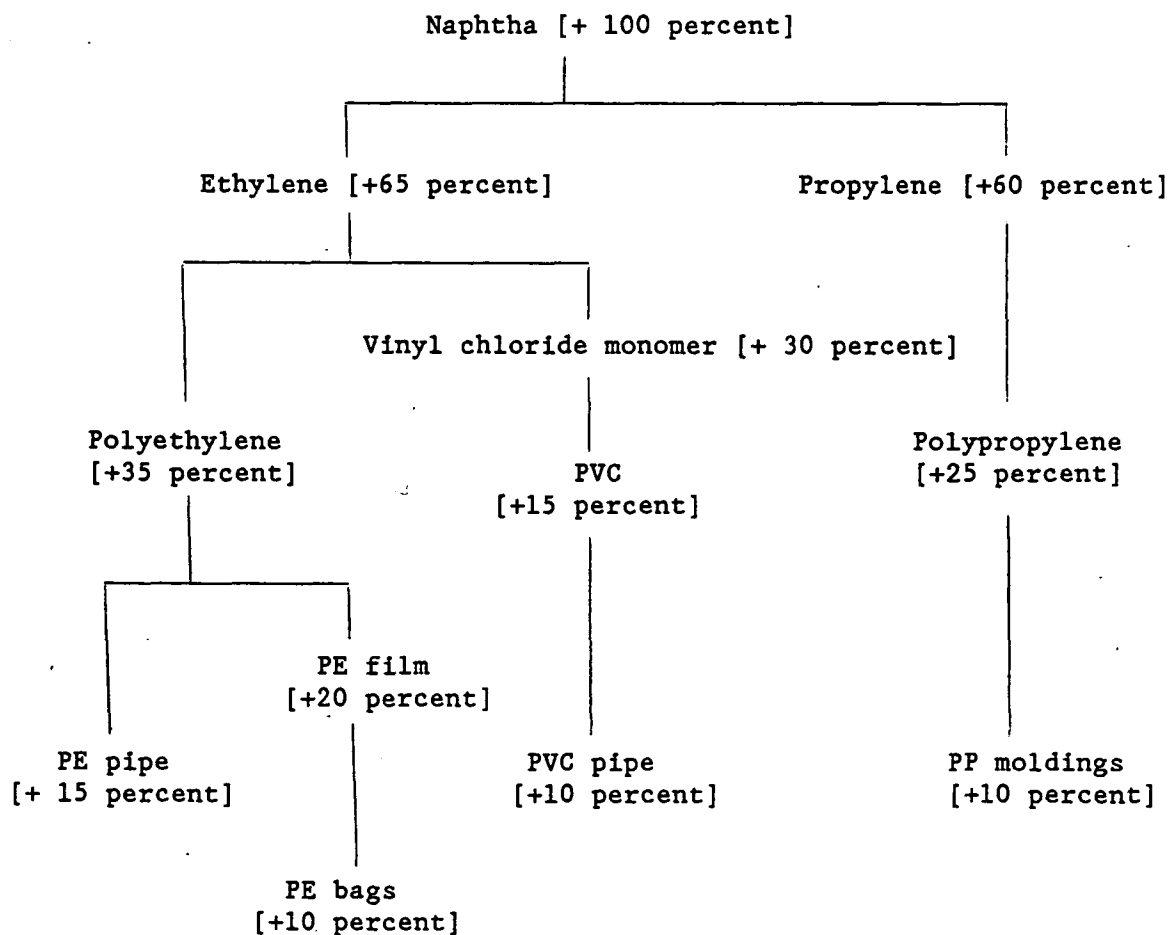 Naphtha [+ 100 percent]
Ethylene [+65 percent]
Propylene [+60 percent]
Vinyl chloride monomer [+ 30 percent]
Polyethylene
[+35 percent]
PVC
[+15 percent]
Polypropylene
[+25 percent]
PE film
[+20 percent]
PE pipe
[+ 15 percent]
PVC pipe
[+10 percent]
PP moldings
[+10 percent]
PE bags
[+10 percent]